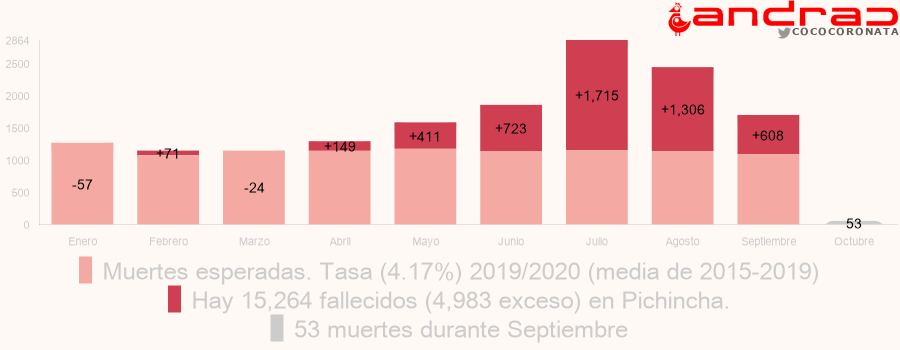 andrac
COCOCORONATA
2864
2500
2000
1500
1000
500
0
-57
+71
-24
+149
+411
+723
+1,715
+1,306
+608
53
Enero
Febrero
Marzo
Abril
Mayo
Junio
Julio
Agosto
Septiembre
Octubre
Muertes esperadas. Tasa (4.17%) 2019/2020 (media de 2015-2019)
Hay 15,264 fallecidos (4,983 exceso) en Pichincha.
53 muertes durante Septiembre